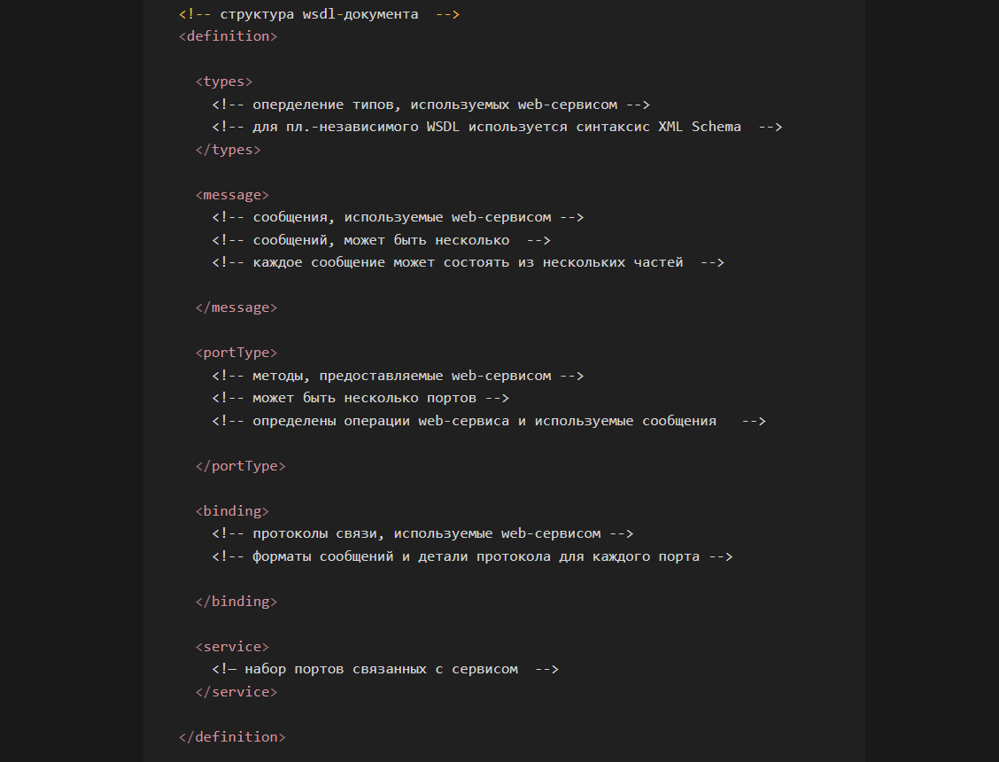 <!-- структура wsdl-документа  -->
<definition>
<types>
<!-- оперделение типов, используемых web-сервисом -->
<!-- для пл.-независимого WSDL используется синтаксис XML Schema  -->
</types>
<message>
<!-- сообщения, используемые web-сервисом -->
<!-- сообщений, может быть несколько  -->
<!-- каждое сообщение может состоять из нескольких частей  -->
</message>
<portType>
<!-- методы, предоставляемые web-сервисом -->
<!-- может быть несколько портов -->
<!-- определены операции web-сервиса и используемые сообщения   -->
</portType>
<binding>
<!-- протоколы связи, используемые web-сервисом -->
<!-- форматы сообщений и детали протокола для каждого порта -->
</binding>
<service>
<!— набор портов связанных с сервисом  -->
</service>
</definition>